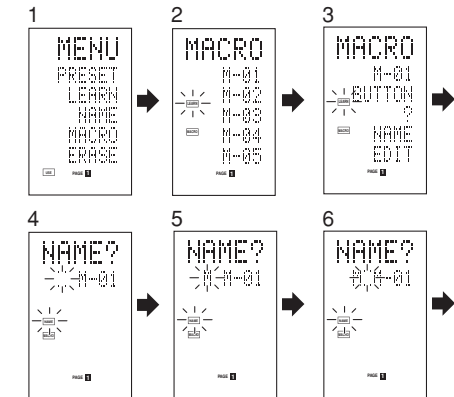 1
MENU
PRESET
LEARN
NAME
MACRO
ERASE
USE
PAGE 1
2
MACRO
M-01
M-02
LEARN
M-03
MACRO
M-04
M-05
PAGE 1
3
MACRO
M-01
LEARN
BUTTON
?
MACRO
NAME
EDIT
PAGE 1
4
NAME?
M-01
NAME
MACRO
PAGE 1
5
NAME?
M M-01
NAME
MACRO
PAGE 1
6
NAME?
M M-01
NAME
MACRO
PAGE 1